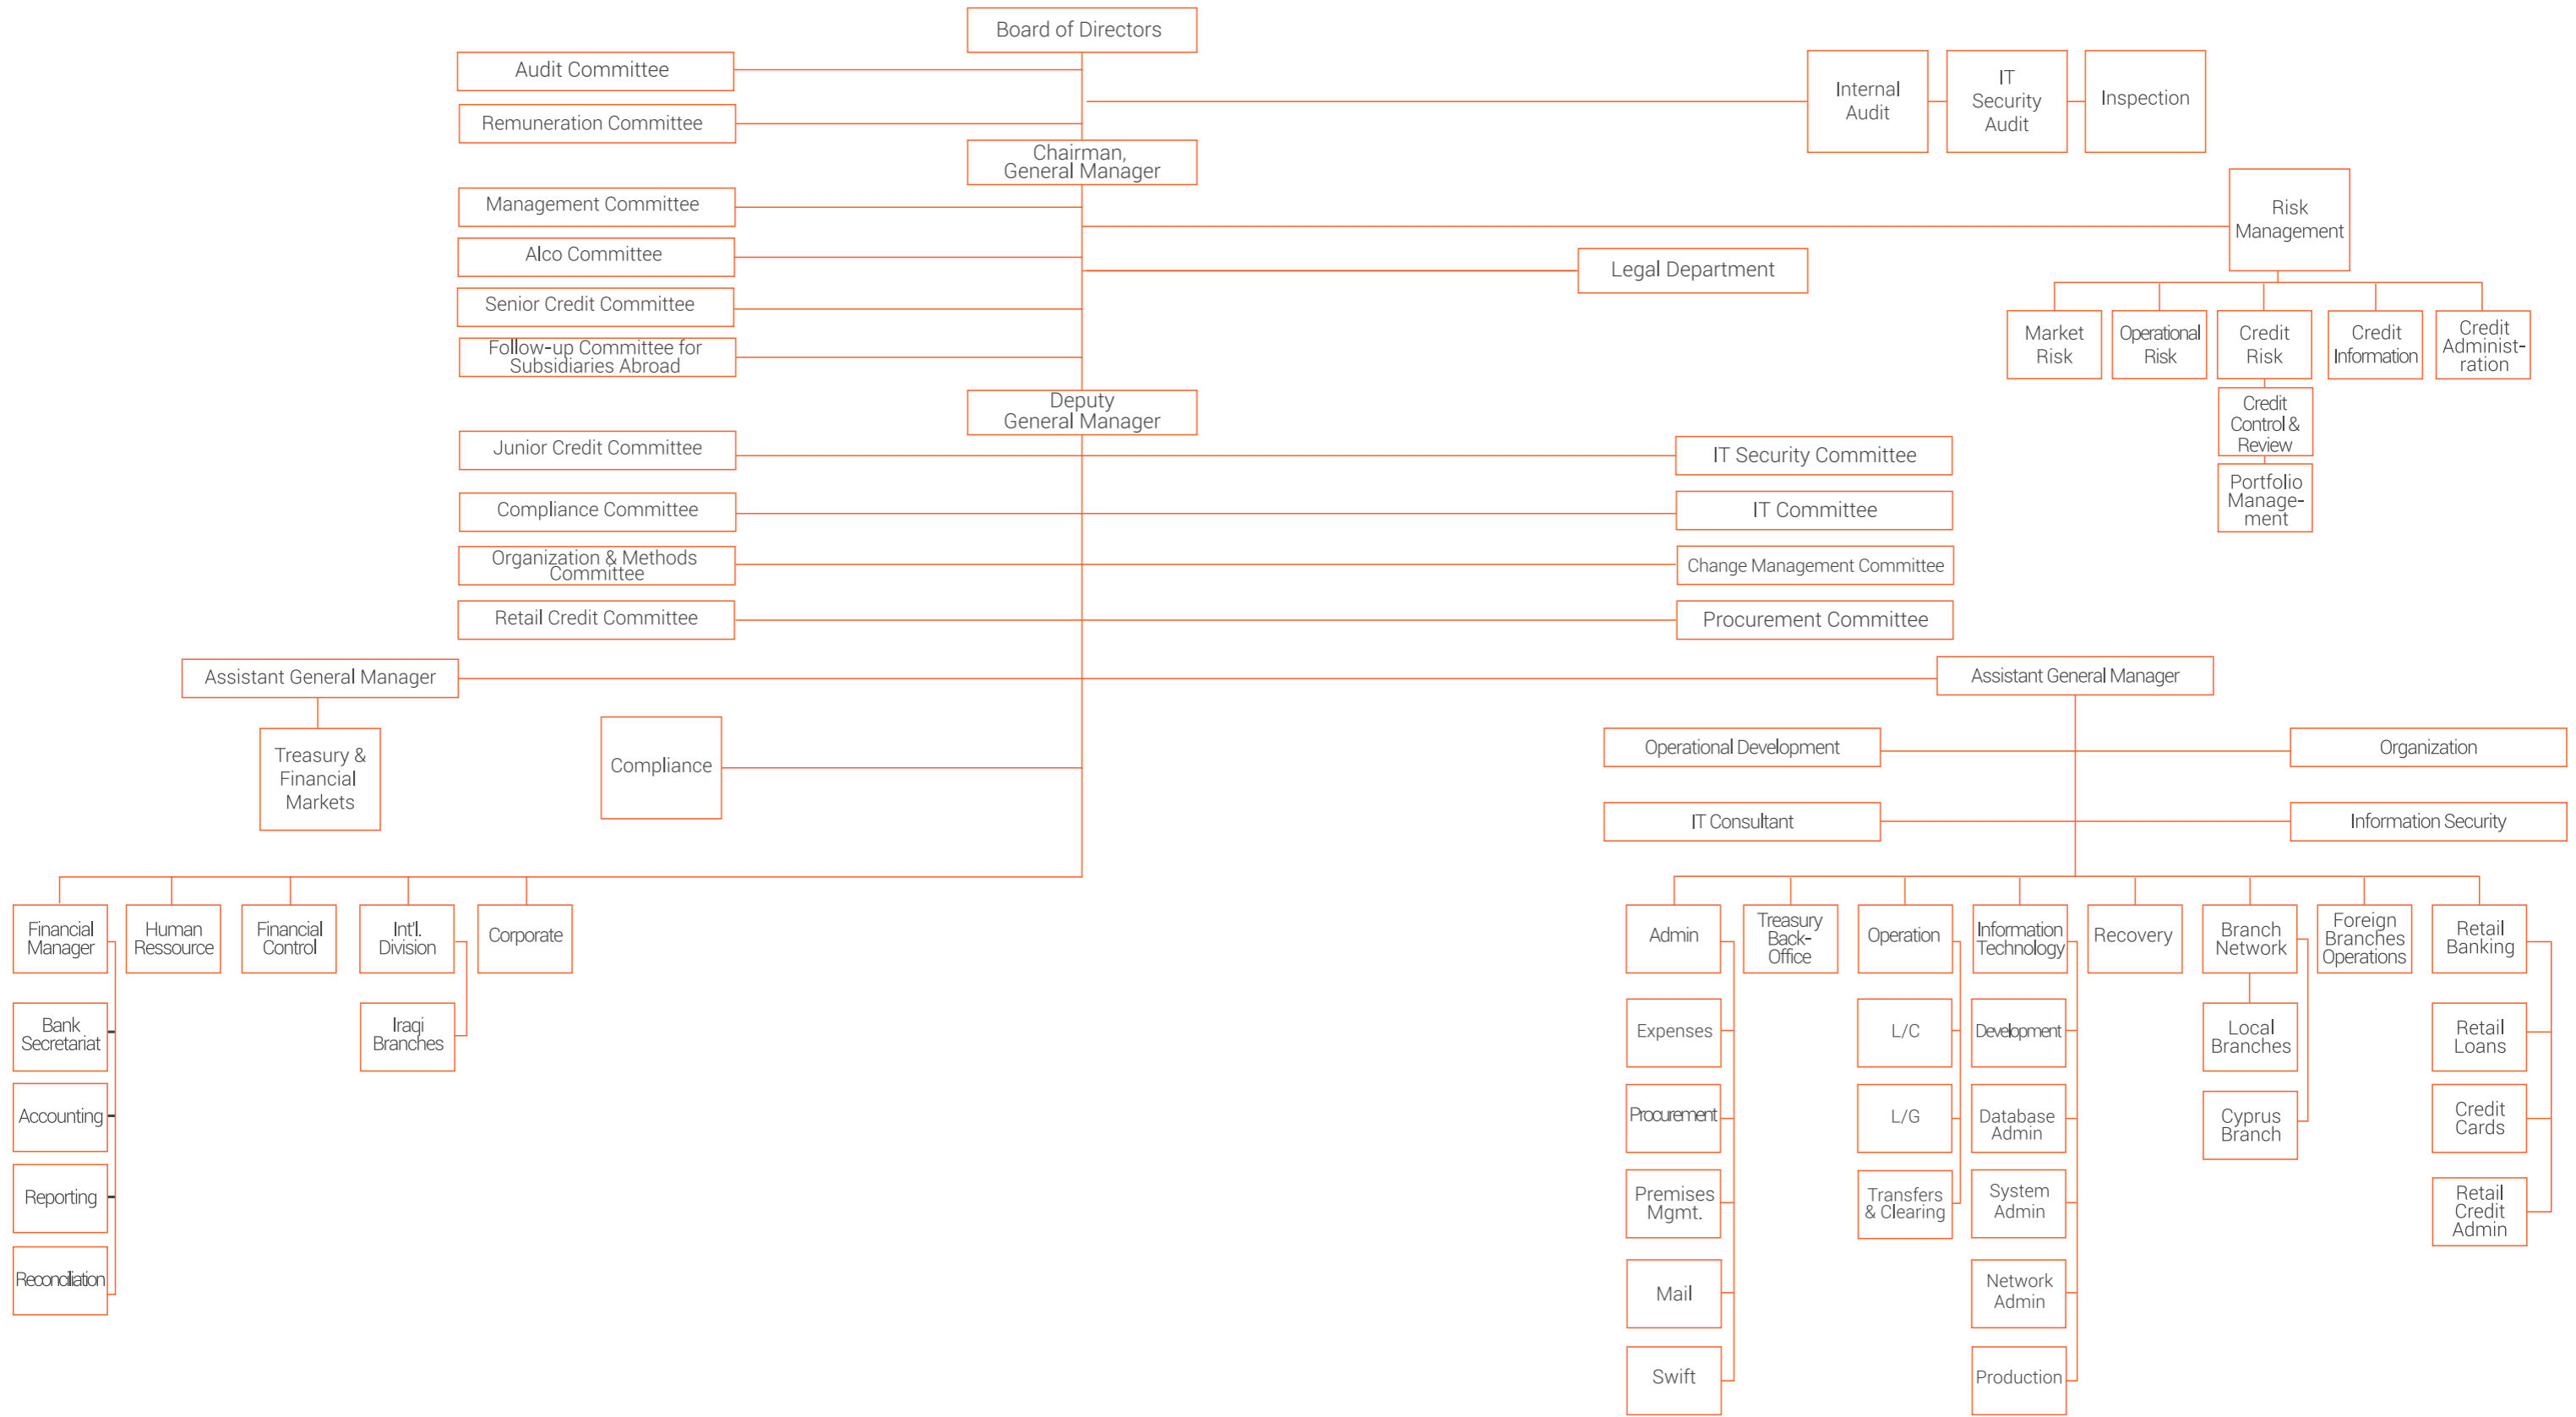 Board of Directors
Audit Committee
Remuneration Committee
Internal
Audit
IT
Security
Audit
Inspection
Chairman,
General Manager
Management Committee
Alco Committee
Senior Credit Committee
Follow-up Committee for
Subsidiaries Abroad
Risk
Management
Legal Department
Market
Risk
Operational
Risk
Credit
Risk
Credit
Information
Credit
Administ-
ration
Credit
Control &
Review
Portfolio
Manage-
ment
Deputy
General Manager
Junior Credit Committee
IT Security Committee
Compliance Committee
IT Committee
Organization & Methods
Committee
Change Management Committee
Retail Credit Committee
Procurement Committee
Assistant General Manager
Assistant General Manager
Treasury &
Financial
Markets
Compliance
Operational Development
Organization
IT Consultant
Information Security
Financial
Manager
Human
Ressource
Financial
Control
Int'l.
Division
Corporate
Bank
Secretariat
Iraqi
Branches
Accounting
Reporting
Reconciliation
Admin
Treasury
Back-
Office
Operation
Information
Technology
Recovery
Branch
Network
Foreign
Branches
Operations
Retail
Banking
Expenses
L/C
Development
Local
Branches
Retail
Loans
Procurement
L/G
Database
Admin
Cyprus
Branch
Credit
Cards
Premises
Mgmt.
Transfers
& Clearing
System
Admin
Retail
Credit
Admin
Mail
Network
Admin
Swift
Production